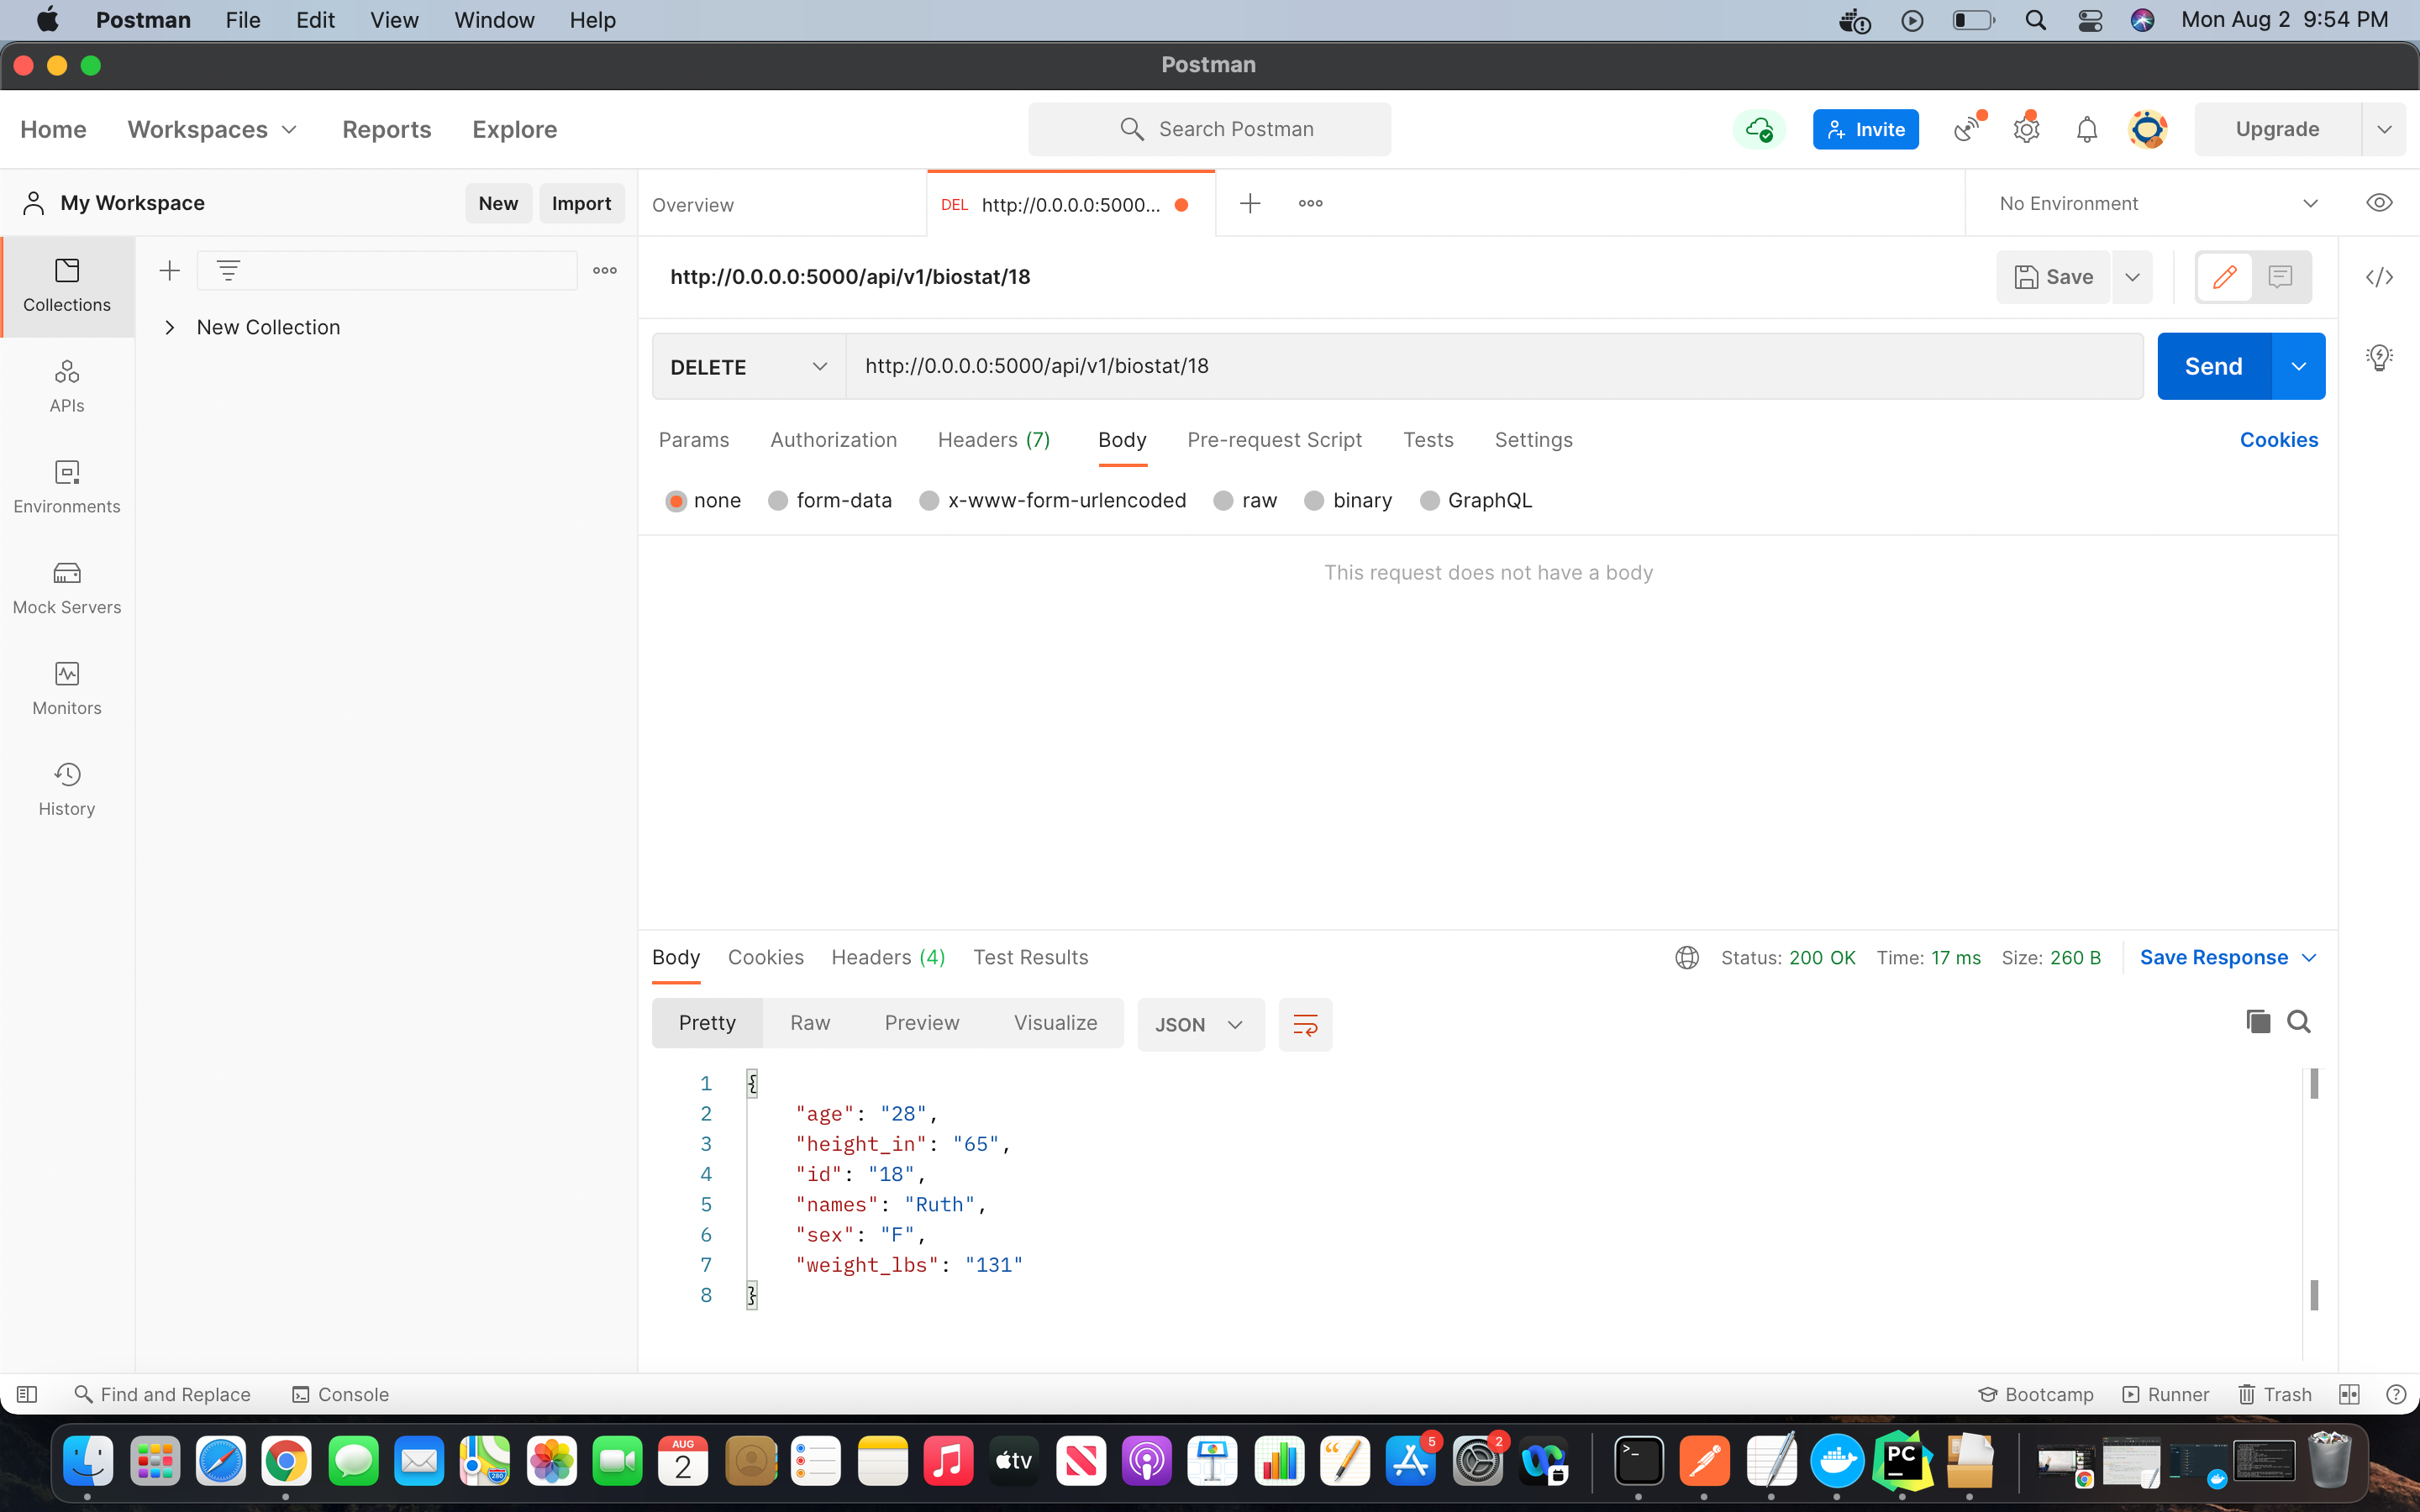 Postman File Edit View Window Help Mon Aug 2 9:54 PM
Postman
Home Workspaces Reports Explore Search Postman Invite Upgrade
My Workspace New Import Overview DEL http://0.0.0.0:5000... No Environment
Collections
New Collection
APIs
Environments
Mock Servers
Monitors
History
http://0.0.0.0:5000/api/v1/biostat/18 Save
DELETE http://0.0.0.0:5000/api/v1/biostat/18 Send
Params Authorization Headers (7) Body Pre-request Script Tests Settings Cookies
none form-data x-www-form-urlencoded raw binary GraphQL
This request does not have a body
Body Cookies Headers (4) Test Results Status: 200 OK Time: 17 ms Size: 260 B Save Response
Pretty Raw Preview Visualize JSON
1 {
2 "age": "28",
3 "height_in": "65",
4 "id": "18",
5 "names": "Ruth",
6 "sex": "F",
7 "weight_lbs": "131"
8 }
Find and Replace Console Bootcamp Runner Trash
280 AUG 2 tv 5 2 PC